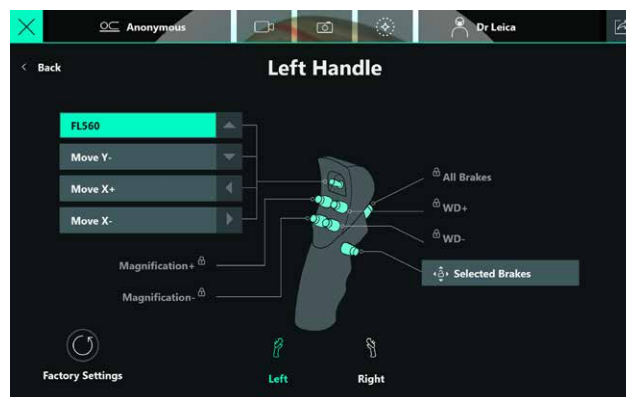 Anonymous
Dr Leica
Back
Left Handle
FL560
Move Y-
Move X+
Move X-
All Brakes
WD+
WD-
Magnification+
Magnification-
Selected Brakes
Factory Settings
Left
Right